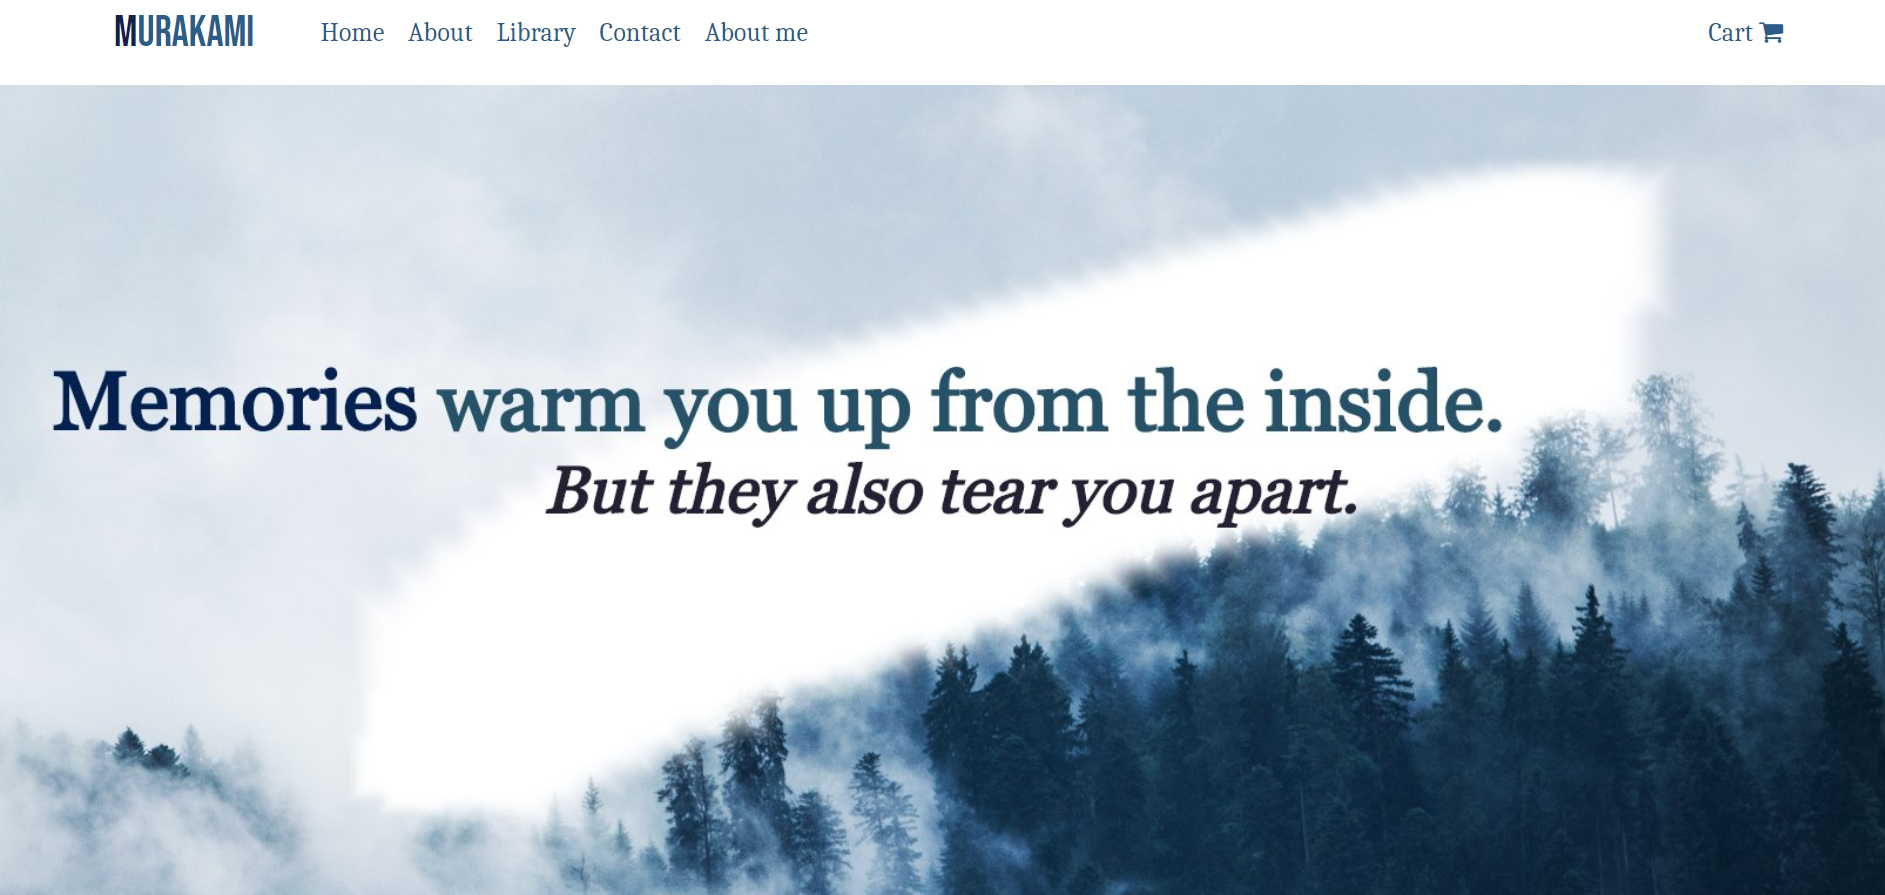 MURAKAMI Home About Library Contact About me Cart
Memories warm you up from the inside.
But they also tear you apart.